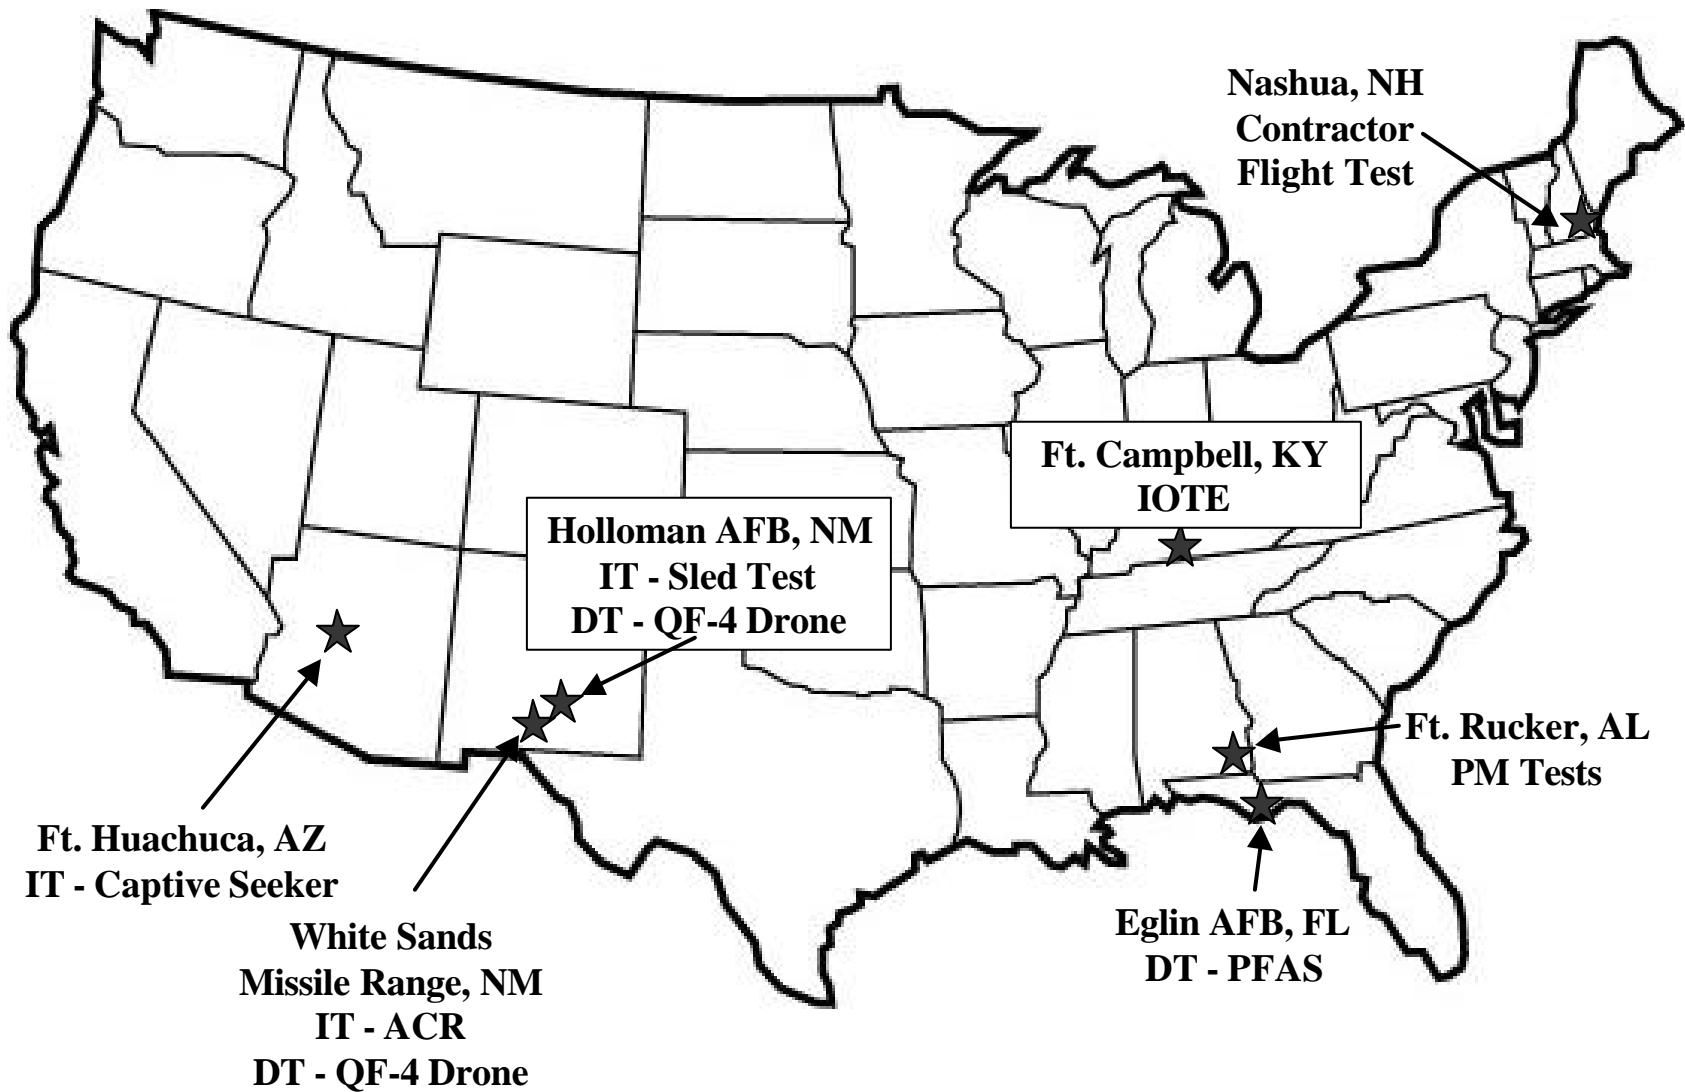 Nashua, NH
Contractor
Flight Test
Ft. Campbell, KY
IOTE
Holloman AFB, NM
IT - Sled Test
DT - QF-4 Drone
Ft. Rucker, AL
PM Tests
Ft. Huachuca, AZ
IT - Captive Seeker
White Sands
Missile Range, NM
IT - ACR
DT - QF-4 Drone
Eglin AFB, FL
DT - PFAS